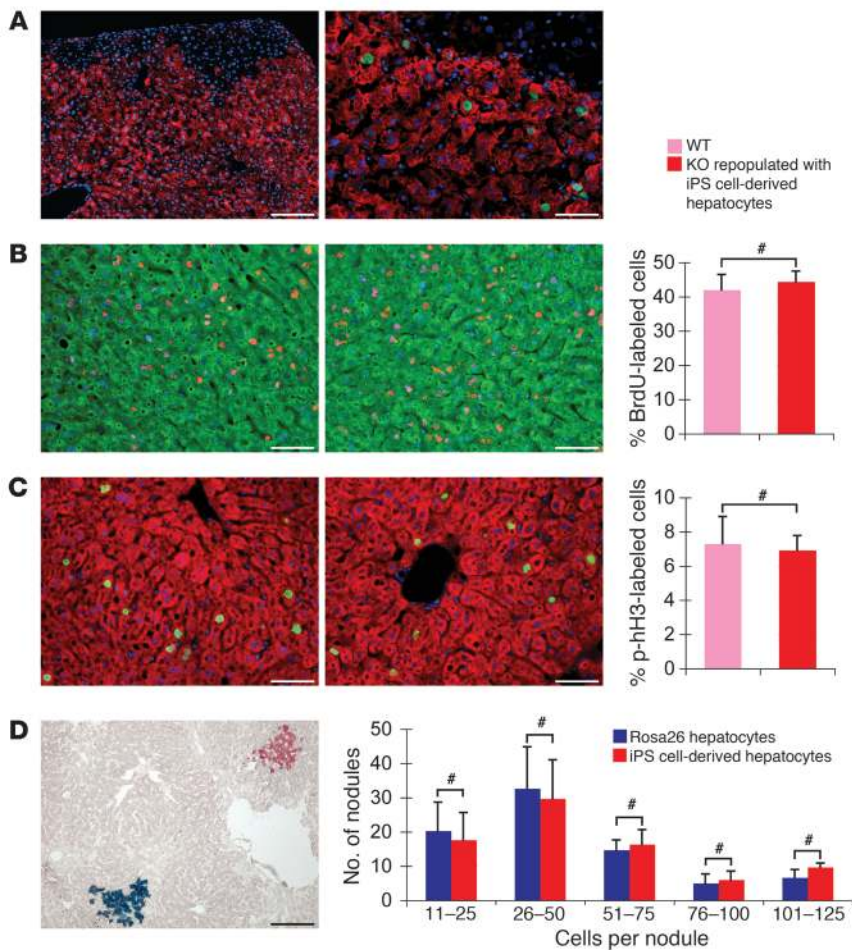 A
WT
KO repopulated with
iPS cell-derived
hepatocytes
B
% BrdU-labeled cells
50
40
30
20
10
0
#
C
% p-hH3-labeled cells
10
8
6
4
2
0
#
D
No. of nodules
50
40
30
20
10
0
Rosa26 hepatocytes
iPS cell-derived hepatocytes
# # # # #
11–25 26–50 51–75 76–100 101–125
Cells per nodule